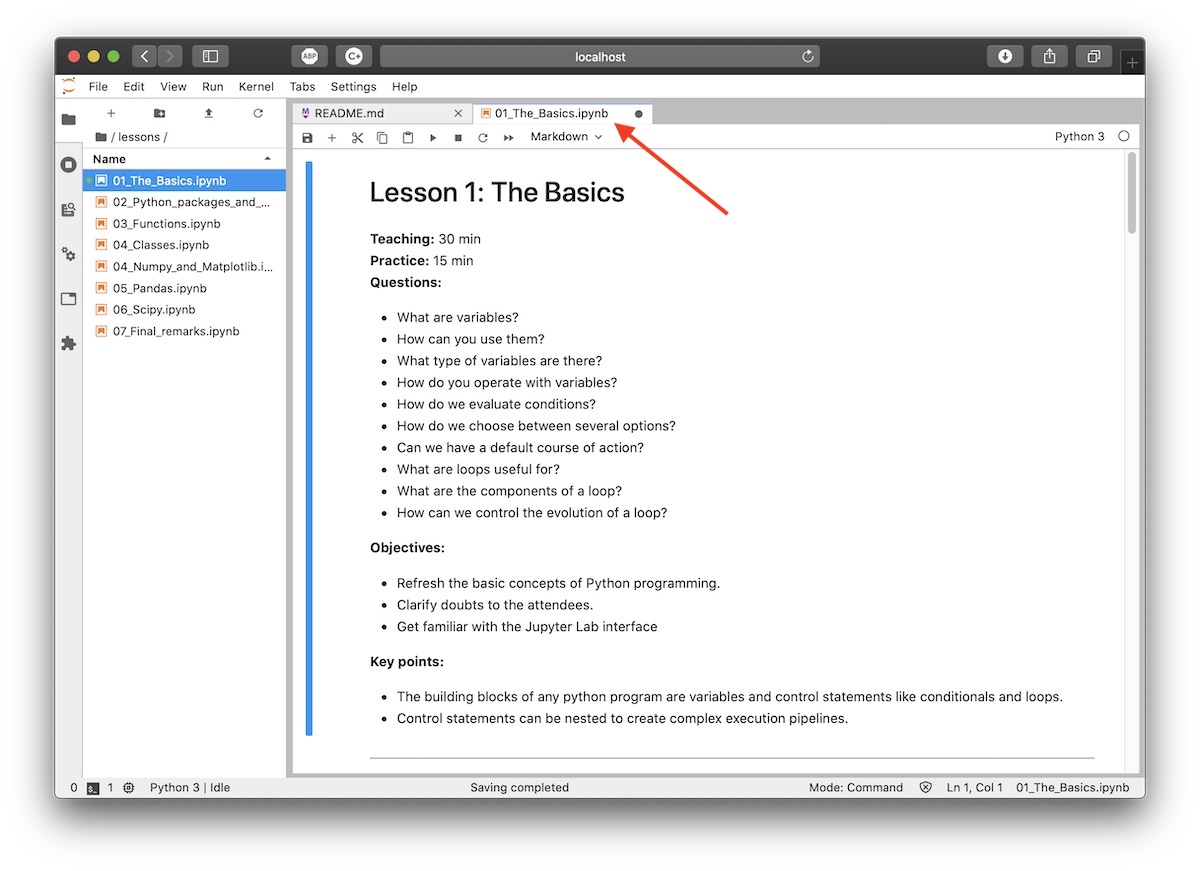 ABP
C+
localhost
File Edit View Run Kernel Tabs Settings Help
README.md
01_The_Basics.ipynb
/ lessons /
Markdown
Python 3
Name
01_The_Basics.ipynb
02_Python_packages_and_...
03_Functions.ipynb
04_Classes.ipynb
04_Numpy_and_Matplotlib.i...
05_Pandas.ipynb
06_Scipy.ipynb
07_Final_remarks.ipynb
Lesson 1: The Basics
Teaching: 30 min
Practice: 15 min
Questions:
• What are variables?
• How can you use them?
• What type of variables are there?
• How do you operate with variables?
• How do we evaluate conditions?
• How do we choose between several options?
• Can we have a default course of action?
• What are loops useful for?
• What are the components of a loop?
• How can we control the evolution of a loop?
Objectives:
• Refresh the basic concepts of Python programming.
• Clarify doubts to the attendees.
• Get familiar with the Jupyter Lab interface
Key points:
• The building blocks of any python program are variables and control statements like conditionals and loops.
• Control statements can be nested to create complex execution pipelines.
0 $_ 1 Python 3 | Idle Saving completed Mode: Command Ln 1, Col 1 01_The_Basics.ipynb